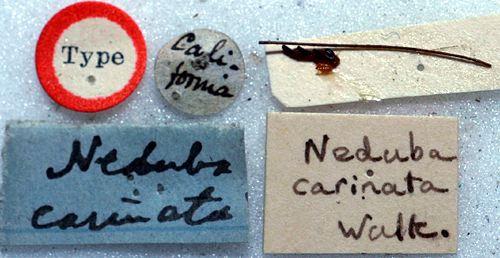 Type
Cali-
fornia
Neduba
carinata
Neduba
carinata
Walk.